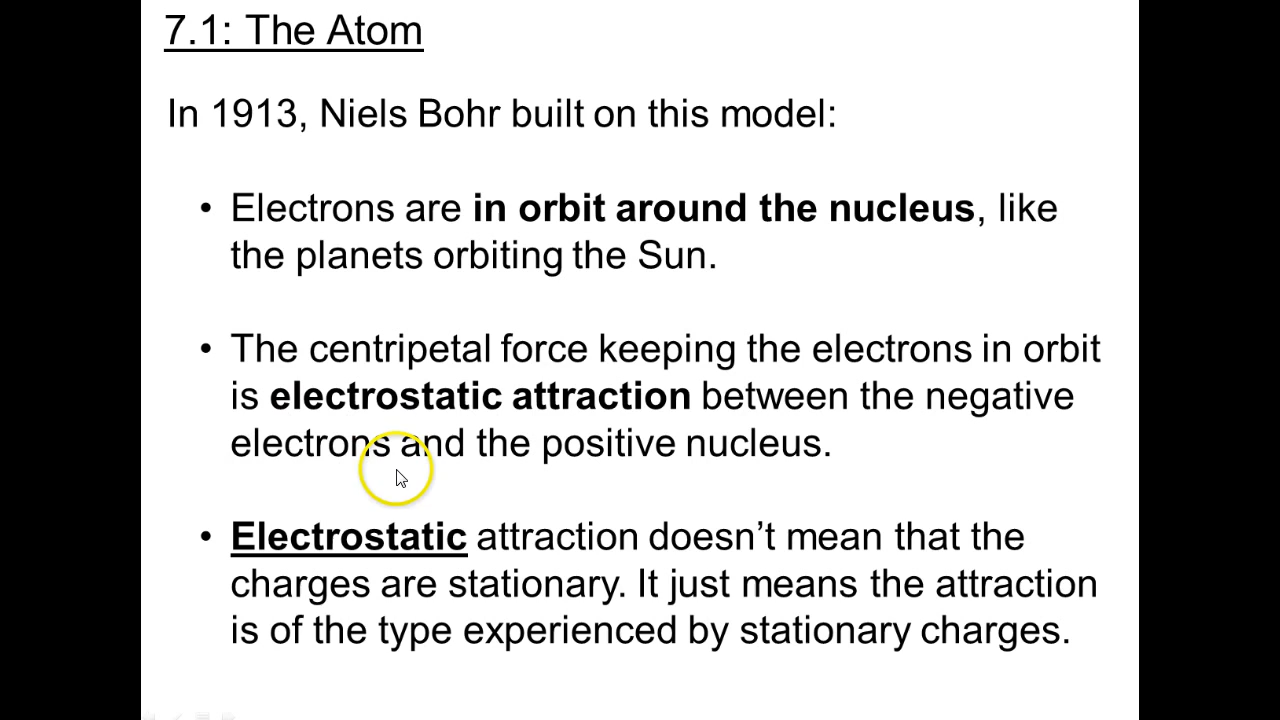 7.1: The Atom
In 1913, Niels Bohr built on this model:
• Electrons are in orbit around the nucleus, like
the planets orbiting the Sun.
• The centripetal force keeping the electrons in orbit
is electrostatic attraction between the negative
electrons and the positive nucleus.
• Electrostatic attraction doesn’t mean that the
charges are stationary. It just means the attraction
is of the type experienced by stationary charges.